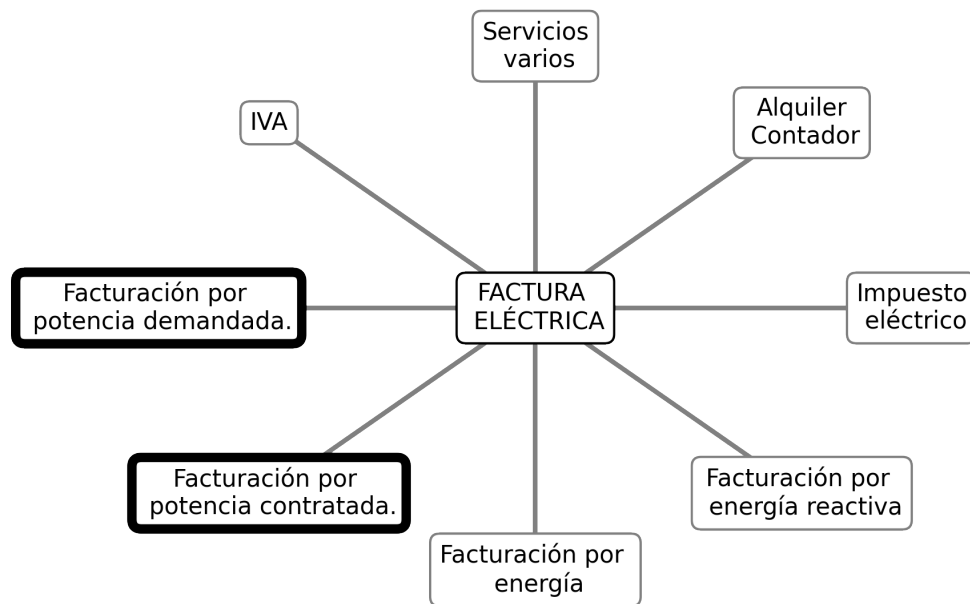 Servicios
varios
Alquiler
Contador
IVA
Facturación por
potencia demandada.
FACTURA
ELÉCTRICA
Impuesto
eléctrico
Facturación por
potencia contratada.
Facturación por
energía reactiva
Facturación por
energía